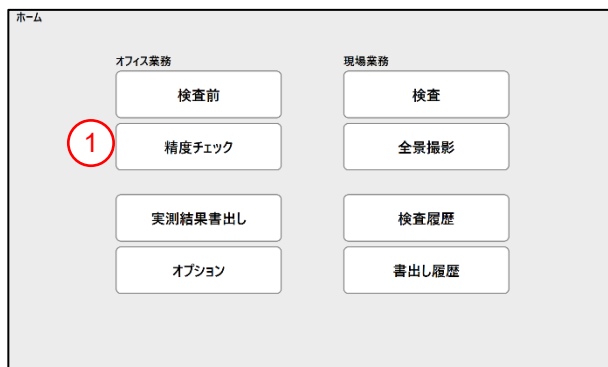 ホーム
オフィス業務
現場業務
検査前
検査
1
精度チェック
全景撮影
実測結果書出し
検査履歴
オプション
書出し履歴